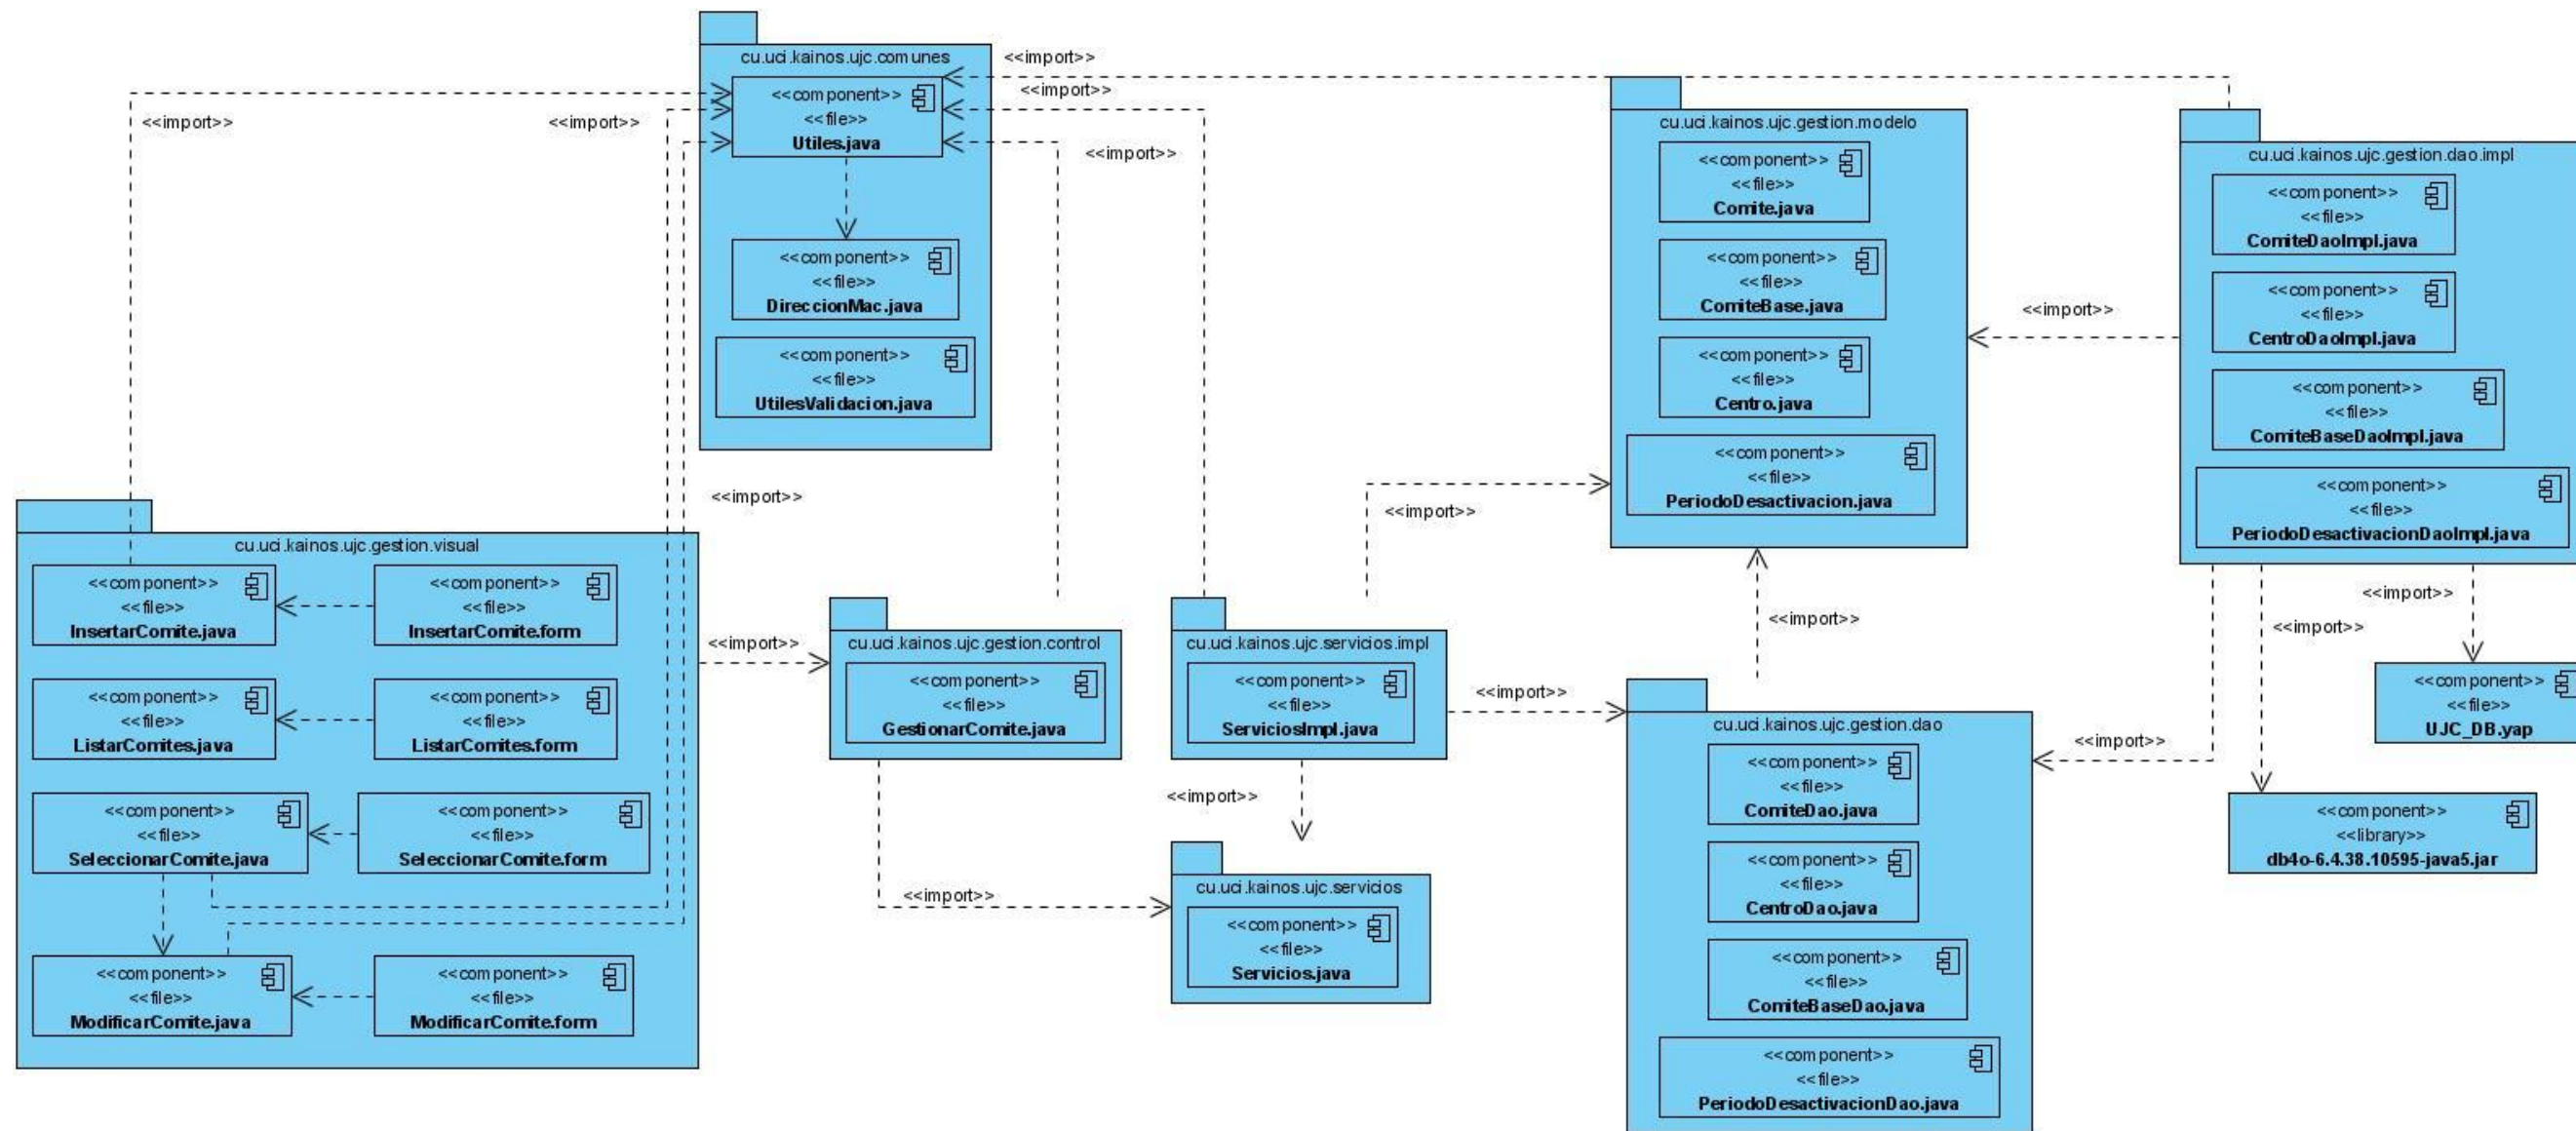 cu.uci.kainos.ujc.comunes
<<component>>
<<file>>
Utiles.java
<<component>>
<<file>>
DireccionMac.java
<<component>>
<<file>>
UtilesValidacion.java
<<import>>
<<import>>
<<import>>
<<import>>
<<import>>
<<import>>
cu.uci.kainos.ujc.gestion.visual
<<component>>
<<file>>
InsertarComite.java
<<component>>
<<file>>
InsertarComite.form
<<component>>
<<file>>
ListarComites.java
<<component>>
<<file>>
ListarComites.form
<<component>>
<<file>>
SeleccionarComite.java
<<component>>
<<file>>
SeleccionarComite.form
<<component>>
<<file>>
ModificarComite.java
<<component>>
<<file>>
ModificarComite.form
<<import>>
cu.uci.kainos.ujc.gestion.control
<<component>>
<<file>>
GestionarComite.java
<<import>>
cu.uci.kainos.ujc.servicios.impl
<<component>>
<<file>>
ServiciosImpl.java
<<import>>
<<import>>
<<import>>
cu.uci.kainos.ujc.servicios
<<component>>
<<file>>
Servicios.java
cu.uci.kainos.ujc.gestion.modelo
<<component>>
<<file>>
Comite.java
<<component>>
<<file>>
ComiteBase.java
<<component>>
<<file>>
Centro.java
<<component>>
<<file>>
PeriodoDesactivacion.java
<<import>>
<<import>>
cu.uci.kainos.ujc.gestion.dao
<<component>>
<<file>>
ComiteDao.java
<<component>>
<<file>>
CentroDao.java
<<component>>
<<file>>
ComiteBaseDao.java
<<component>>
<<file>>
PeriodoDesactivacionDao.java
cu.uci.kainos.ujc.gestion.dao.impl
<<component>>
<<file>>
ComiteDaoImpl.java
<<component>>
<<file>>
CentroDaoImpl.java
<<component>>
<<file>>
ComiteBaseDaoImpl.java
<<component>>
<<file>>
PeriodoDesactivacionDaoImpl.java
<<import>>
<<import>>
<<import>>
<<component>>
<<file>>
UJC_DB.yap
<<component>>
<<library>>
db4o-6.4.38.10595-java5.jar